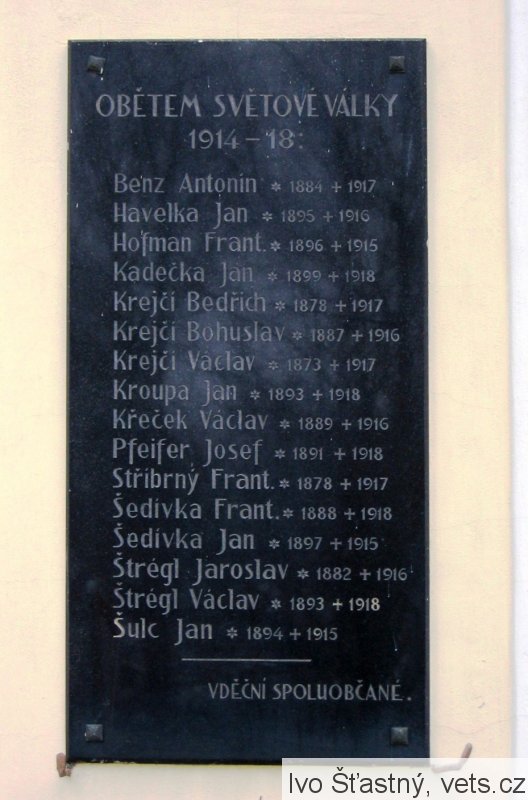 OBĚTEM SVĚTOVÉ VÁLKY
1914 – 18:
Benz Antonín * 1884 + 1917
Havelka Jan * 1895 + 1916
Hofman Frant. * 1896 + 1915
Kadečka Jan * 1899 + 1918
Krejčí Bedřich * 1878 + 1917
Krejčí Bohuslav * 1887 + 1916
Krejčí Václav * 1873 + 1917
Kroupa Jan * 1893 + 1918
Křeček Václav * 1889 + 1916
Pfeifer Josef * 1891 + 1918
Stříbrný Frant. * 1878 + 1917
Šedívka Frant. * 1888 + 1918
Šedívka Jan * 1897 + 1915
Štrégl Jaroslav * 1882 + 1916
Štrégl Václav * 1893 + 1918
Šulc Jan * 1894 + 1915
VDĚČNÍ SPOLUOBČANÉ.
Ivo Šťastný, vets.cz